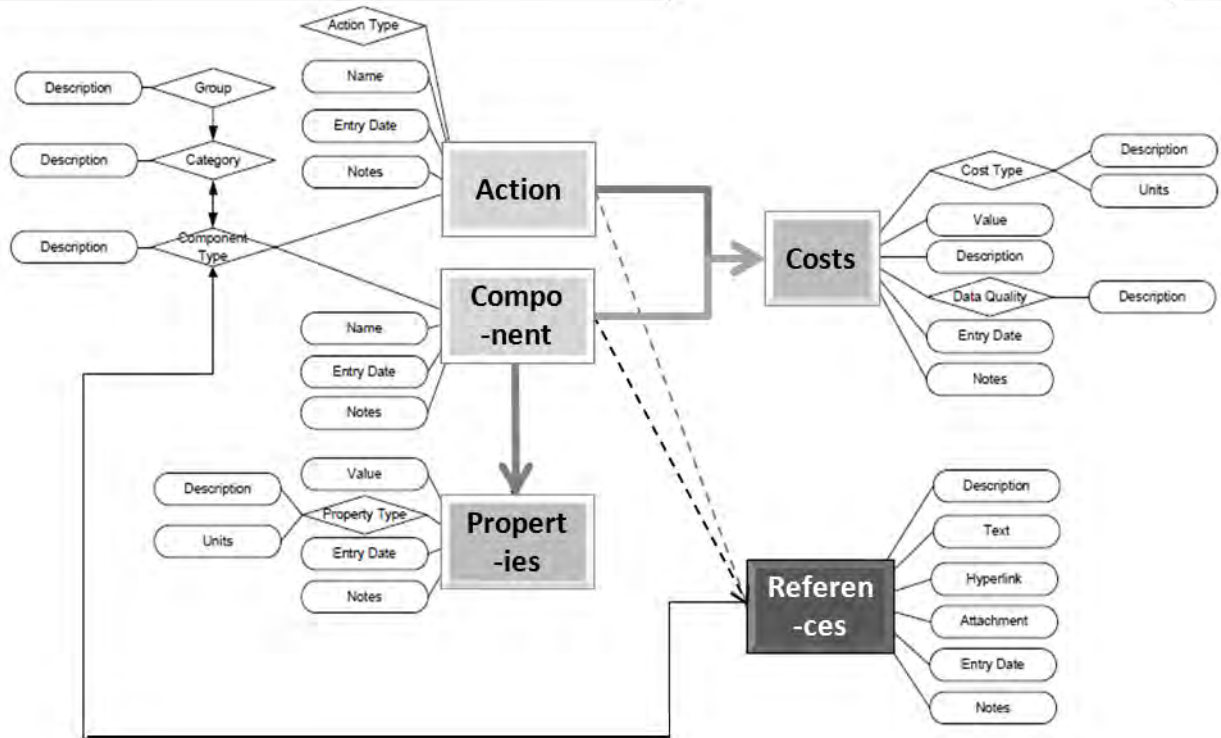 Action Type
Name
Description
Group
Entry Date
Description
Category
Notes
Action
Description
Component
Type
Compo
-nent
Name
Entry Date
Notes
Costs
Cost Type
Description
Units
Value
Description
Data Quality
Description
Entry Date
Notes
Value
Description
Property Type
Units
Entry Date
Notes
Propert
-ies
Referen
-ces
Description
Text
Hyperlink
Attachment
Entry Date
Notes